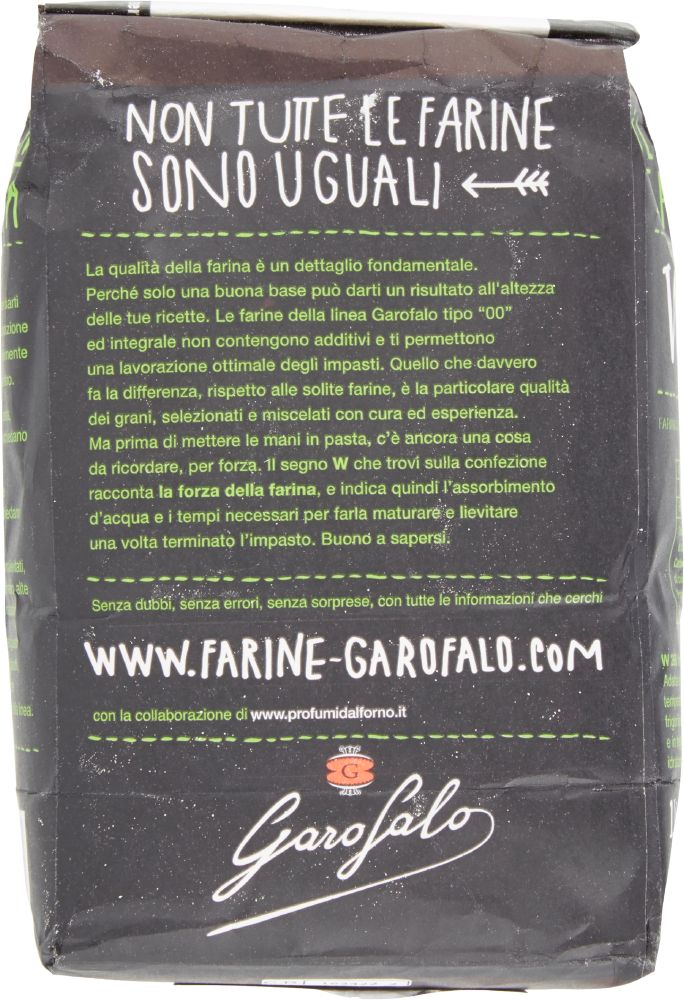 NON TUTTE LE FARINE
SONO UGUALI
La qualità della farina è un dettaglio fondamentale.
Perché solo una buona base può darti un risultato all'altezza
delle tue ricette. Le farine della linea Garofalo tipo “00”
ed integrale non contengono additivi e ti permettono
una lavorazione ottimale degli impasti. Quello che davvero
fa la differenza, rispetto alle solite farine, è la particolare qualità
dei grani, selezionati e miscelati con cura ed esperienza.
Ma prima di mettere le mani in pasta, c’è ancora una cosa
da ricordare, per forza. Il segno W che trovi sulla confezione
racconta la forza della farina, e indica quindi l’assorbimento
d’acqua e i tempi necessari per farla maturare e lievitare
una volta terminato l’impasto. Buono a sapersi.
Senza dubbi, senza errori, senza sorprese, con tutte le informazioni che cerchi
WWW.FARINE-GAROFALO.COM
con la collaborazione di www.profumidalforno.it
G
Garofalo